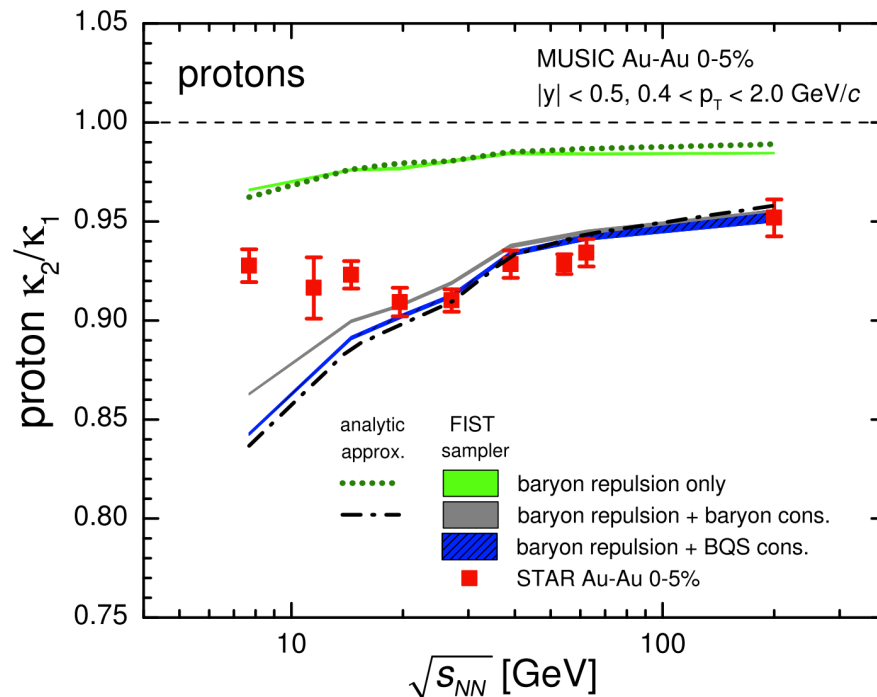 protons
MUSIC Au-Au 0-5%
|y| < 0.5, 0.4 < p_T < 2.0 GeV/c
proton κ₂/κ₁
1.05
1.00
0.95
0.90
0.85
0.80
0.75
analytic approx.
FIST sampler
baryon repulsion only
baryon repulsion + baryon cons.
baryon repulsion + BQS cons.
STAR Au-Au 0-5%
10
100
√s_NN [GeV]